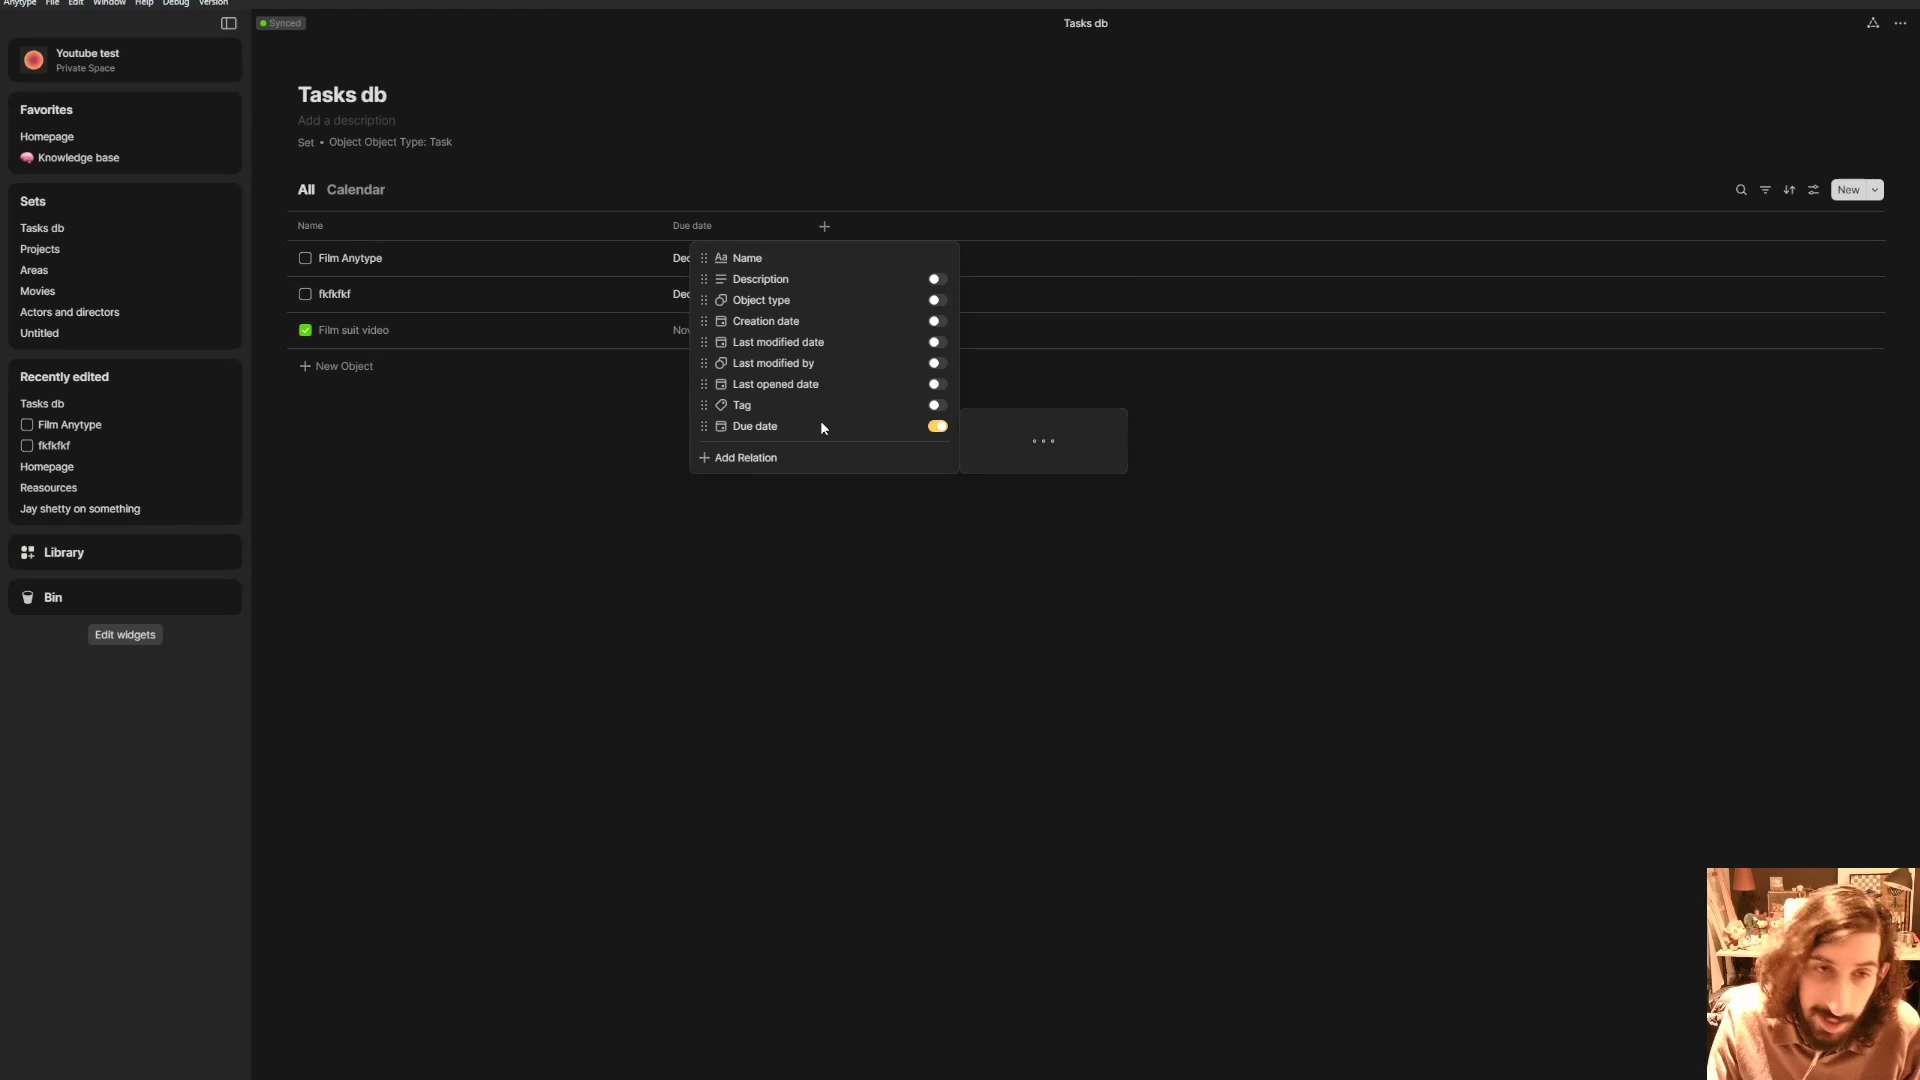 Anytype File Edit Window Help Debug Version
Synced
Tasks db
Youtube test
Private Space
Favorites
Homepage
Knowledge base
Sets
Tasks db
Projects
Areas
Movies
Actors and directors
Untitled
Recently edited
Tasks db
Film Anytype
fkfkfkf
Homepage
Reasources
Jay shetty on something
Library
Bin
Edit widgets
Tasks db
Add a description
Set • Object Object Type: Task
All Calendar
New
Name Due date
Film Anytype Dec
fkfkfkf Dec
Film suit video Nov
New Object
Name
Description
Object type
Creation date
Last modified date
Last modified by
Last opened date
Tag
Due date
Add Relation